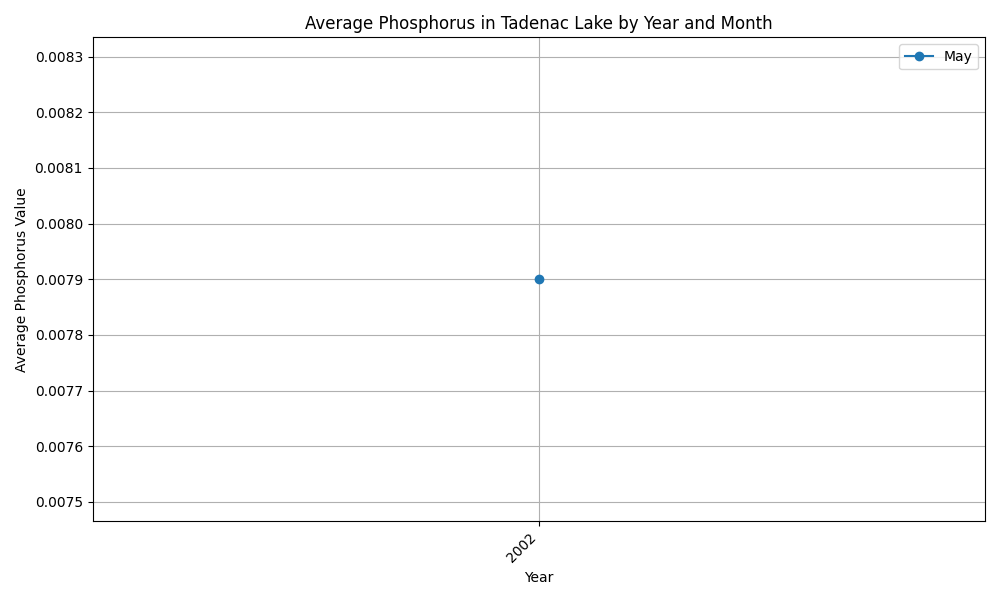 Average Phosphorus in Tadenac Lake by Year and Month
May
Average Phosphorus Value
0.0083
0.0082
0.0081
0.0080
0.0079
0.0078
0.0077
0.0076
0.0075
2002
Year